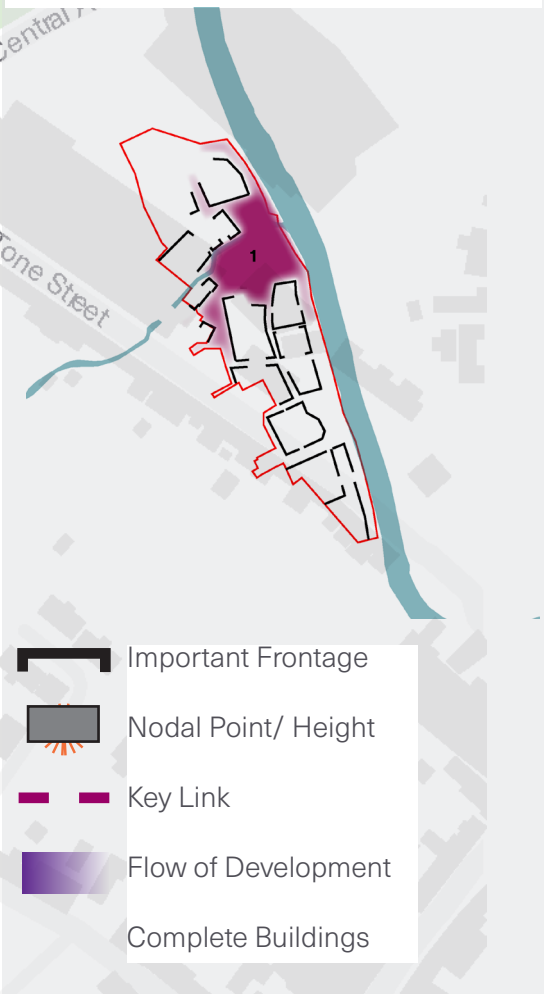 Central A
Tone Street
1
Important Frontage
Nodal Point/ Height
Key Link
Flow of Development
Complete Buildings